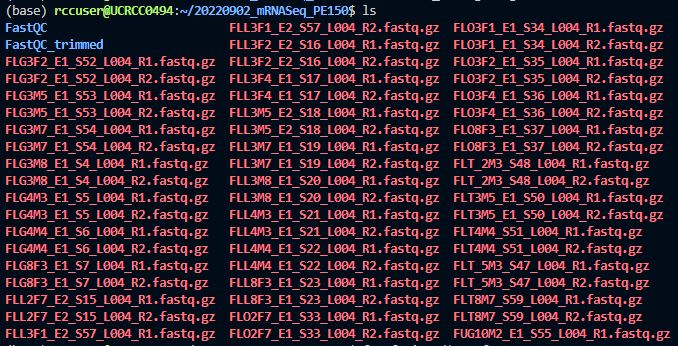 (base) rccuser@UCRCC0494:~/20220902_mRNASeq_PE150$ ls
FastQC FLL3F1_E2_S57_L004_R2.fastq.gz FLO3F1_E1_S34_L004_R1.fastq.gz
FastQC_trimmed FLL3F2_E2_S16_L004_R1.fastq.gz FLO3F1_E1_S34_L004_R2.fastq.gz
FLG3F2_E1_S52_L004_R1.fastq.gz FLL3F2_E2_S16_L004_R2.fastq.gz FLO3F2_E1_S35_L004_R1.fastq.gz
FLG3F2_E1_S52_L004_R2.fastq.gz FLL3F4_E1_S17_L004_R1.fastq.gz FLO3F2_E1_S35_L004_R2.fastq.gz
FLG3M5_E1_S53_L004_R1.fastq.gz FLL3F4_E1_S17_L004_R2.fastq.gz FLO3F4_E1_S36_L004_R1.fastq.gz
FLG3M5_E1_S53_L004_R2.fastq.gz FLL3M5_E2_S18_L004_R1.fastq.gz FLO3F4_E1_S36_L004_R2.fastq.gz
FLG3M7_E1_S54_L004_R1.fastq.gz FLL3M5_E2_S18_L004_R2.fastq.gz FLO8F3_E1_S37_L004_R1.fastq.gz
FLG3M7_E1_S54_L004_R2.fastq.gz FLL3M7_E1_S19_L004_R1.fastq.gz FLO8F3_E1_S37_L004_R2.fastq.gz
FLG3M8_E1_S4_L004_R1.fastq.gz FLL3M7_E1_S19_L004_R2.fastq.gz FLT_2M3_S48_L004_R1.fastq.gz
FLG3M8_E1_S4_L004_R2.fastq.gz FLL3M8_E1_S20_L004_R1.fastq.gz FLT_2M3_S48_L004_R2.fastq.gz
FLG4M3_E1_S5_L004_R1.fastq.gz FLL3M8_E1_S20_L004_R2.fastq.gz FLT3M5_E1_S50_L004_R1.fastq.gz
FLG4M3_E1_S5_L004_R2.fastq.gz FLL4M3_E1_S21_L004_R1.fastq.gz FLT3M5_E1_S50_L004_R2.fastq.gz
FLG4M4_E1_S6_L004_R1.fastq.gz FLL4M3_E1_S21_L004_R2.fastq.gz FLT4M4_S51_L004_R1.fastq.gz
FLG4M4_E1_S6_L004_R2.fastq.gz FLL4M4_E1_S22_L004_R1.fastq.gz FLT4M4_S51_L004_R2.fastq.gz
FLG8F3_E1_S7_L004_R1.fastq.gz FLL4M4_E1_S22_L004_R2.fastq.gz FLT_5M3_S47_L004_R1.fastq.gz
FLG8F3_E1_S7_L004_R2.fastq.gz FLL8F3_E1_S23_L004_R1.fastq.gz FLT_5M3_S47_L004_R2.fastq.gz
FLL2F7_E2_S15_L004_R1.fastq.gz FLL8F3_E1_S23_L004_R2.fastq.gz FLT8M7_S59_L004_R1.fastq.gz
FLL2F7_E2_S15_L004_R2.fastq.gz FLO2F7_E1_S33_L004_R1.fastq.gz FLT8M7_S59_L004_R2.fastq.gz
FLL3F1_E2_S57_L004_R1.fastq.gz FLO2F7_E1_S33_L004_R2.fastq.gz FUG10M2_E1_S55_L004_R1.fastq.gz